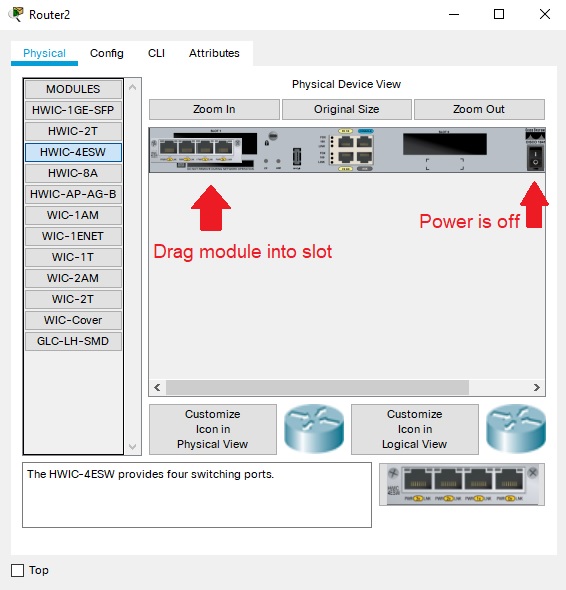 Router2
Physical Config CLI Attributes
MODULES
HWIC-1GE-SFP
HWIC-2T
HWIC-4ESW
HWIC-8A
HWIC-AP-AG-B
WIC-1AM
WIC-1ENET
WIC-1T
WIC-2AM
WIC-2T
WIC-Cover
GLC-LH-SMD
Physical Device View
Zoom In Original Size Zoom Out
Drag module into slot
Power is off
Customize
Icon in
Physical View
Customize
Icon in
Logical View
The HWIC-4ESW provides four switching ports.
HWIC
4ESW
Top